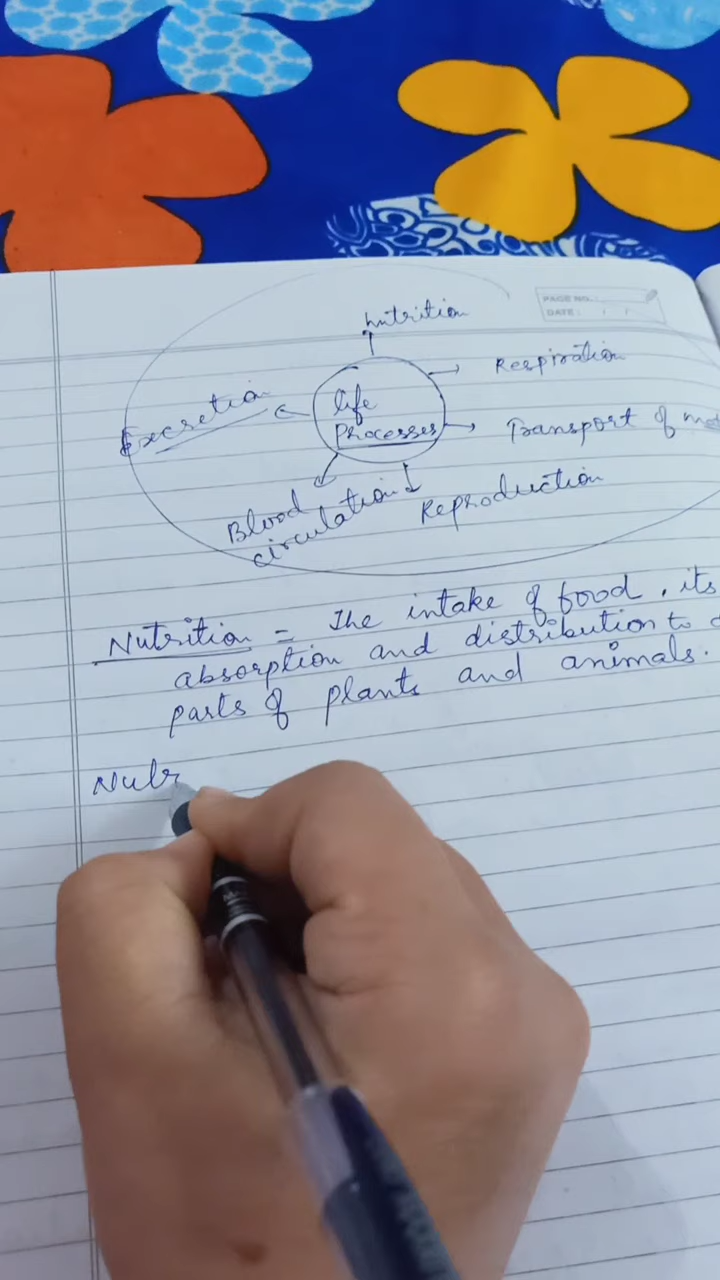 Nutrition
PAGE NO.:
DATE: / /
Respiration
Excretion
life
Processes
Transport of
Blood
circulation
Reproduction
Nutrition = The intake of food, its
absorption and distribution to
parts of plants and animals.
Nutr